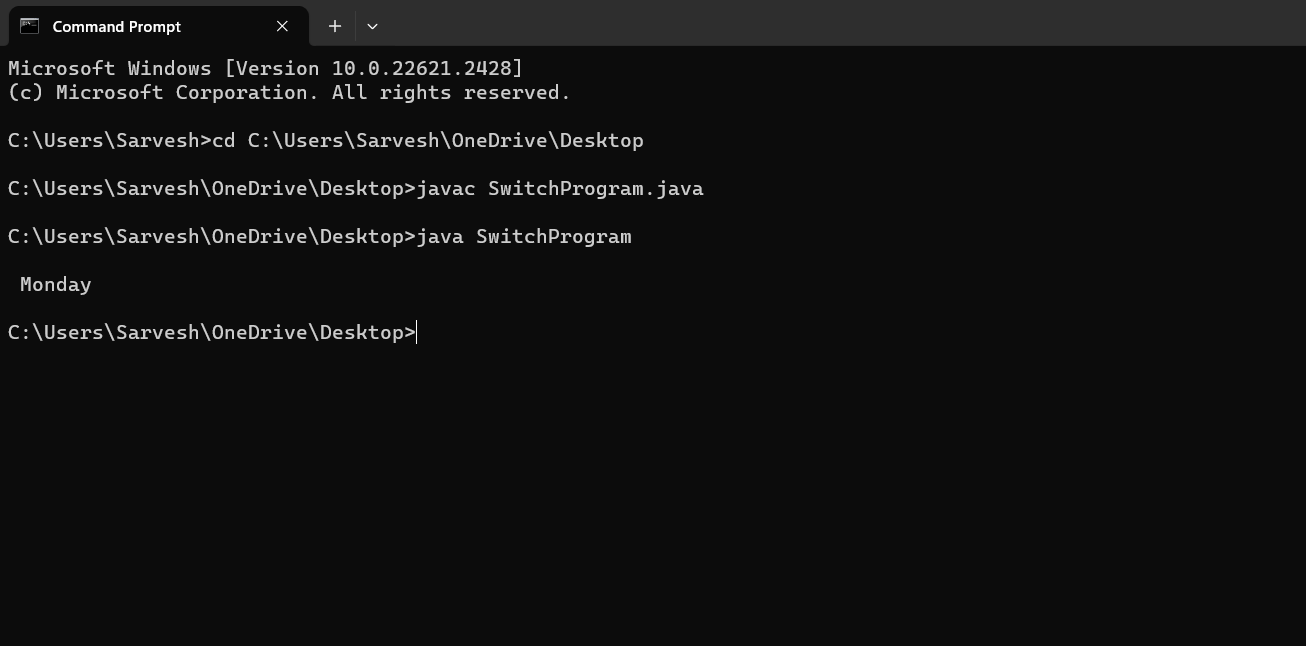 Command Prompt
Microsoft Windows [Version 10.0.22621.2428]
(c) Microsoft Corporation. All rights reserved.
C:\Users\Sarvesh>cd C:\Users\Sarvesh\OneDrive\Desktop
C:\Users\Sarvesh\OneDrive\Desktop>javac SwitchProgram.java
C:\Users\Sarvesh\OneDrive\Desktop>java SwitchProgram
Monday
C:\Users\Sarvesh\OneDrive\Desktop>